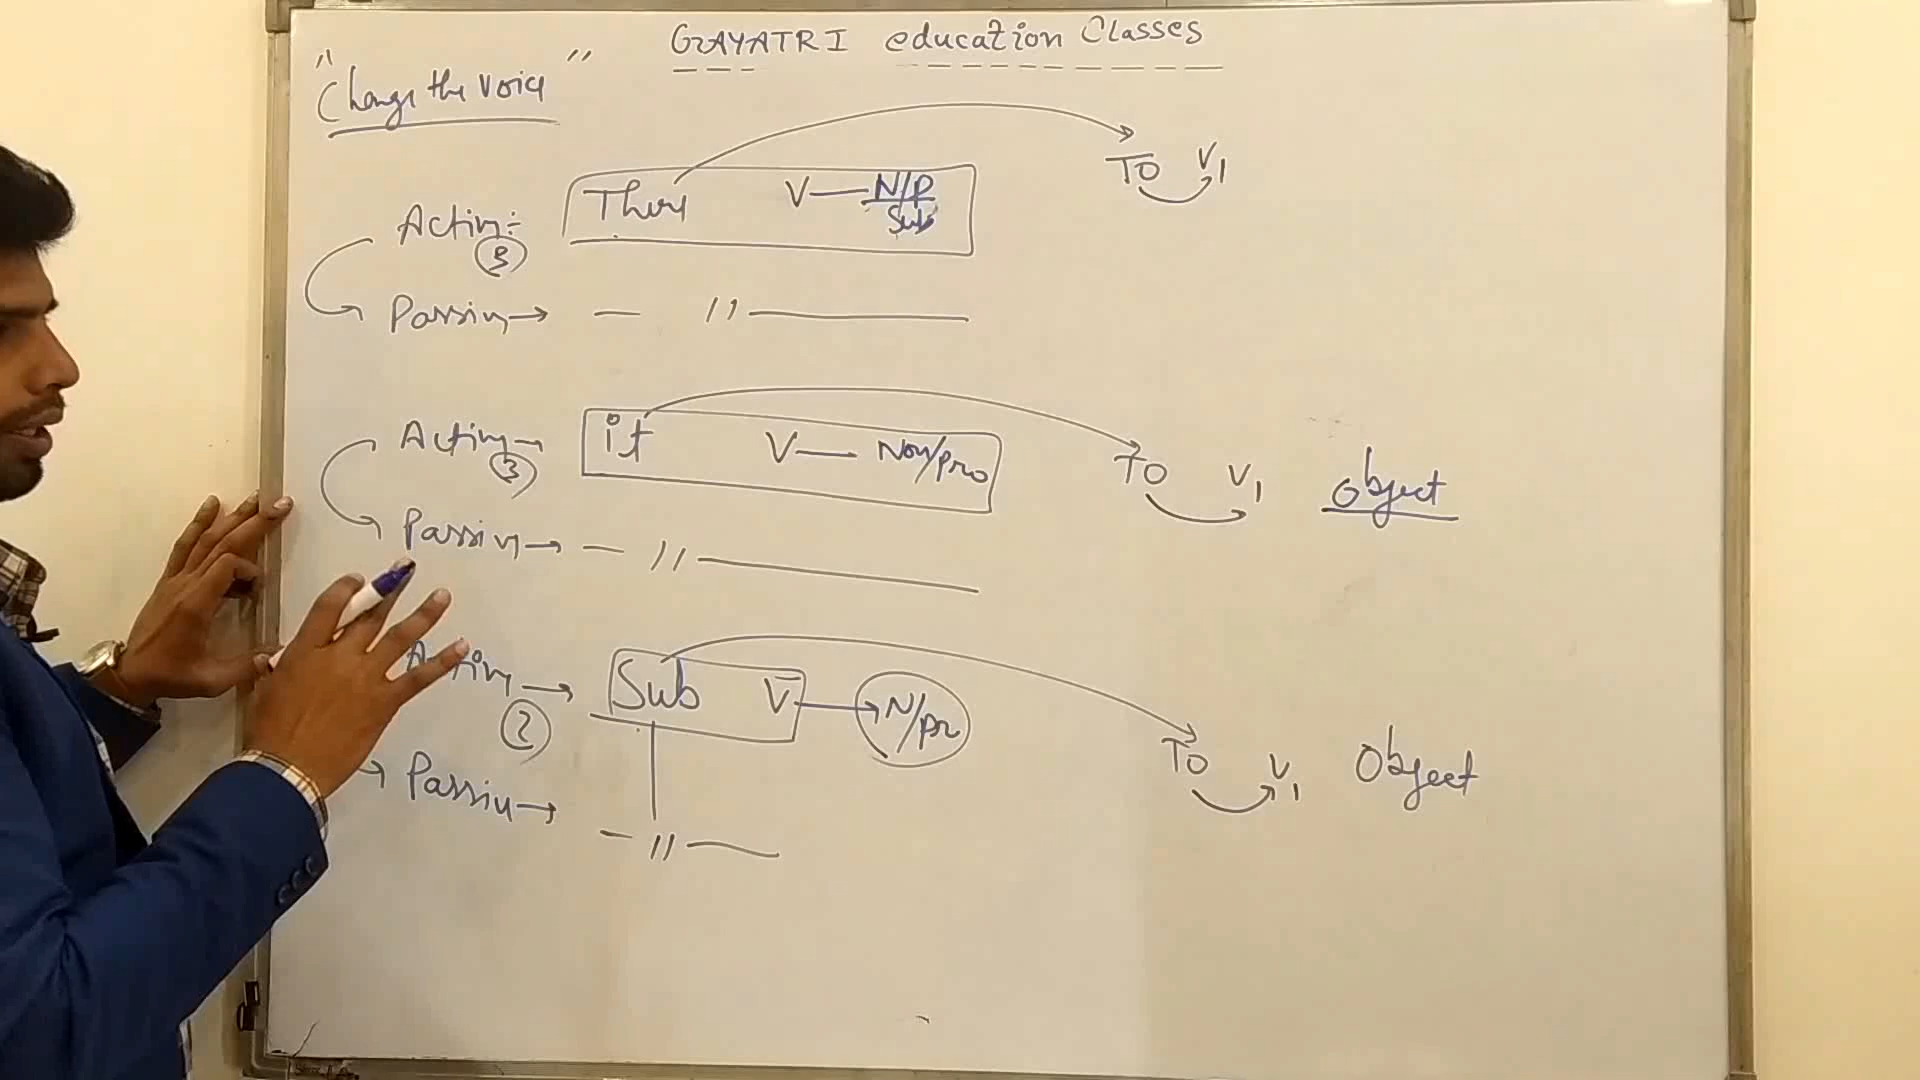 GAYATRI education Classes
"Change the Voice"
There V — N/P To V1
Sub
Active:-
3
Passive → — " —
Active → it V — Noun/pro To V1 Object
3
Passive → — " —
Active → Sub V → N/pr To V1 Object
2
Passive →
— " —